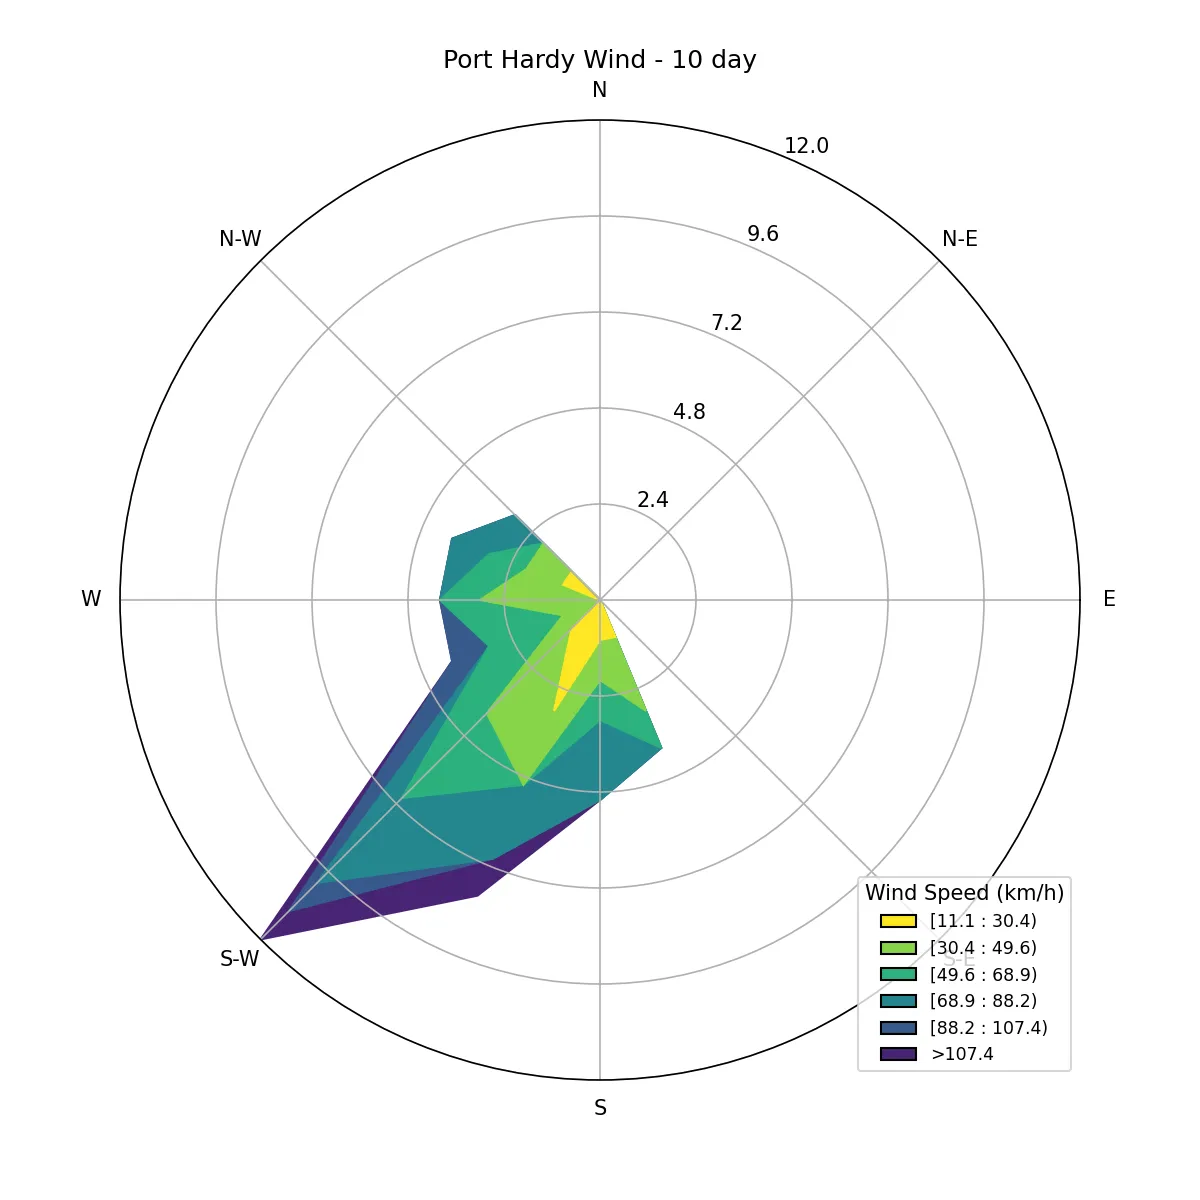 Port Hardy Wind - 10 day
N
12.0
N-W
N-E
9.6
7.2
4.8
2.4
W
E
Wind Speed (km/h)
[11.1 : 30.4)
[30.4 : 49.6)
S-W
S-E
[49.6 : 68.9)
[68.9 : 88.2)
[88.2 : 107.4)
>107.4
S